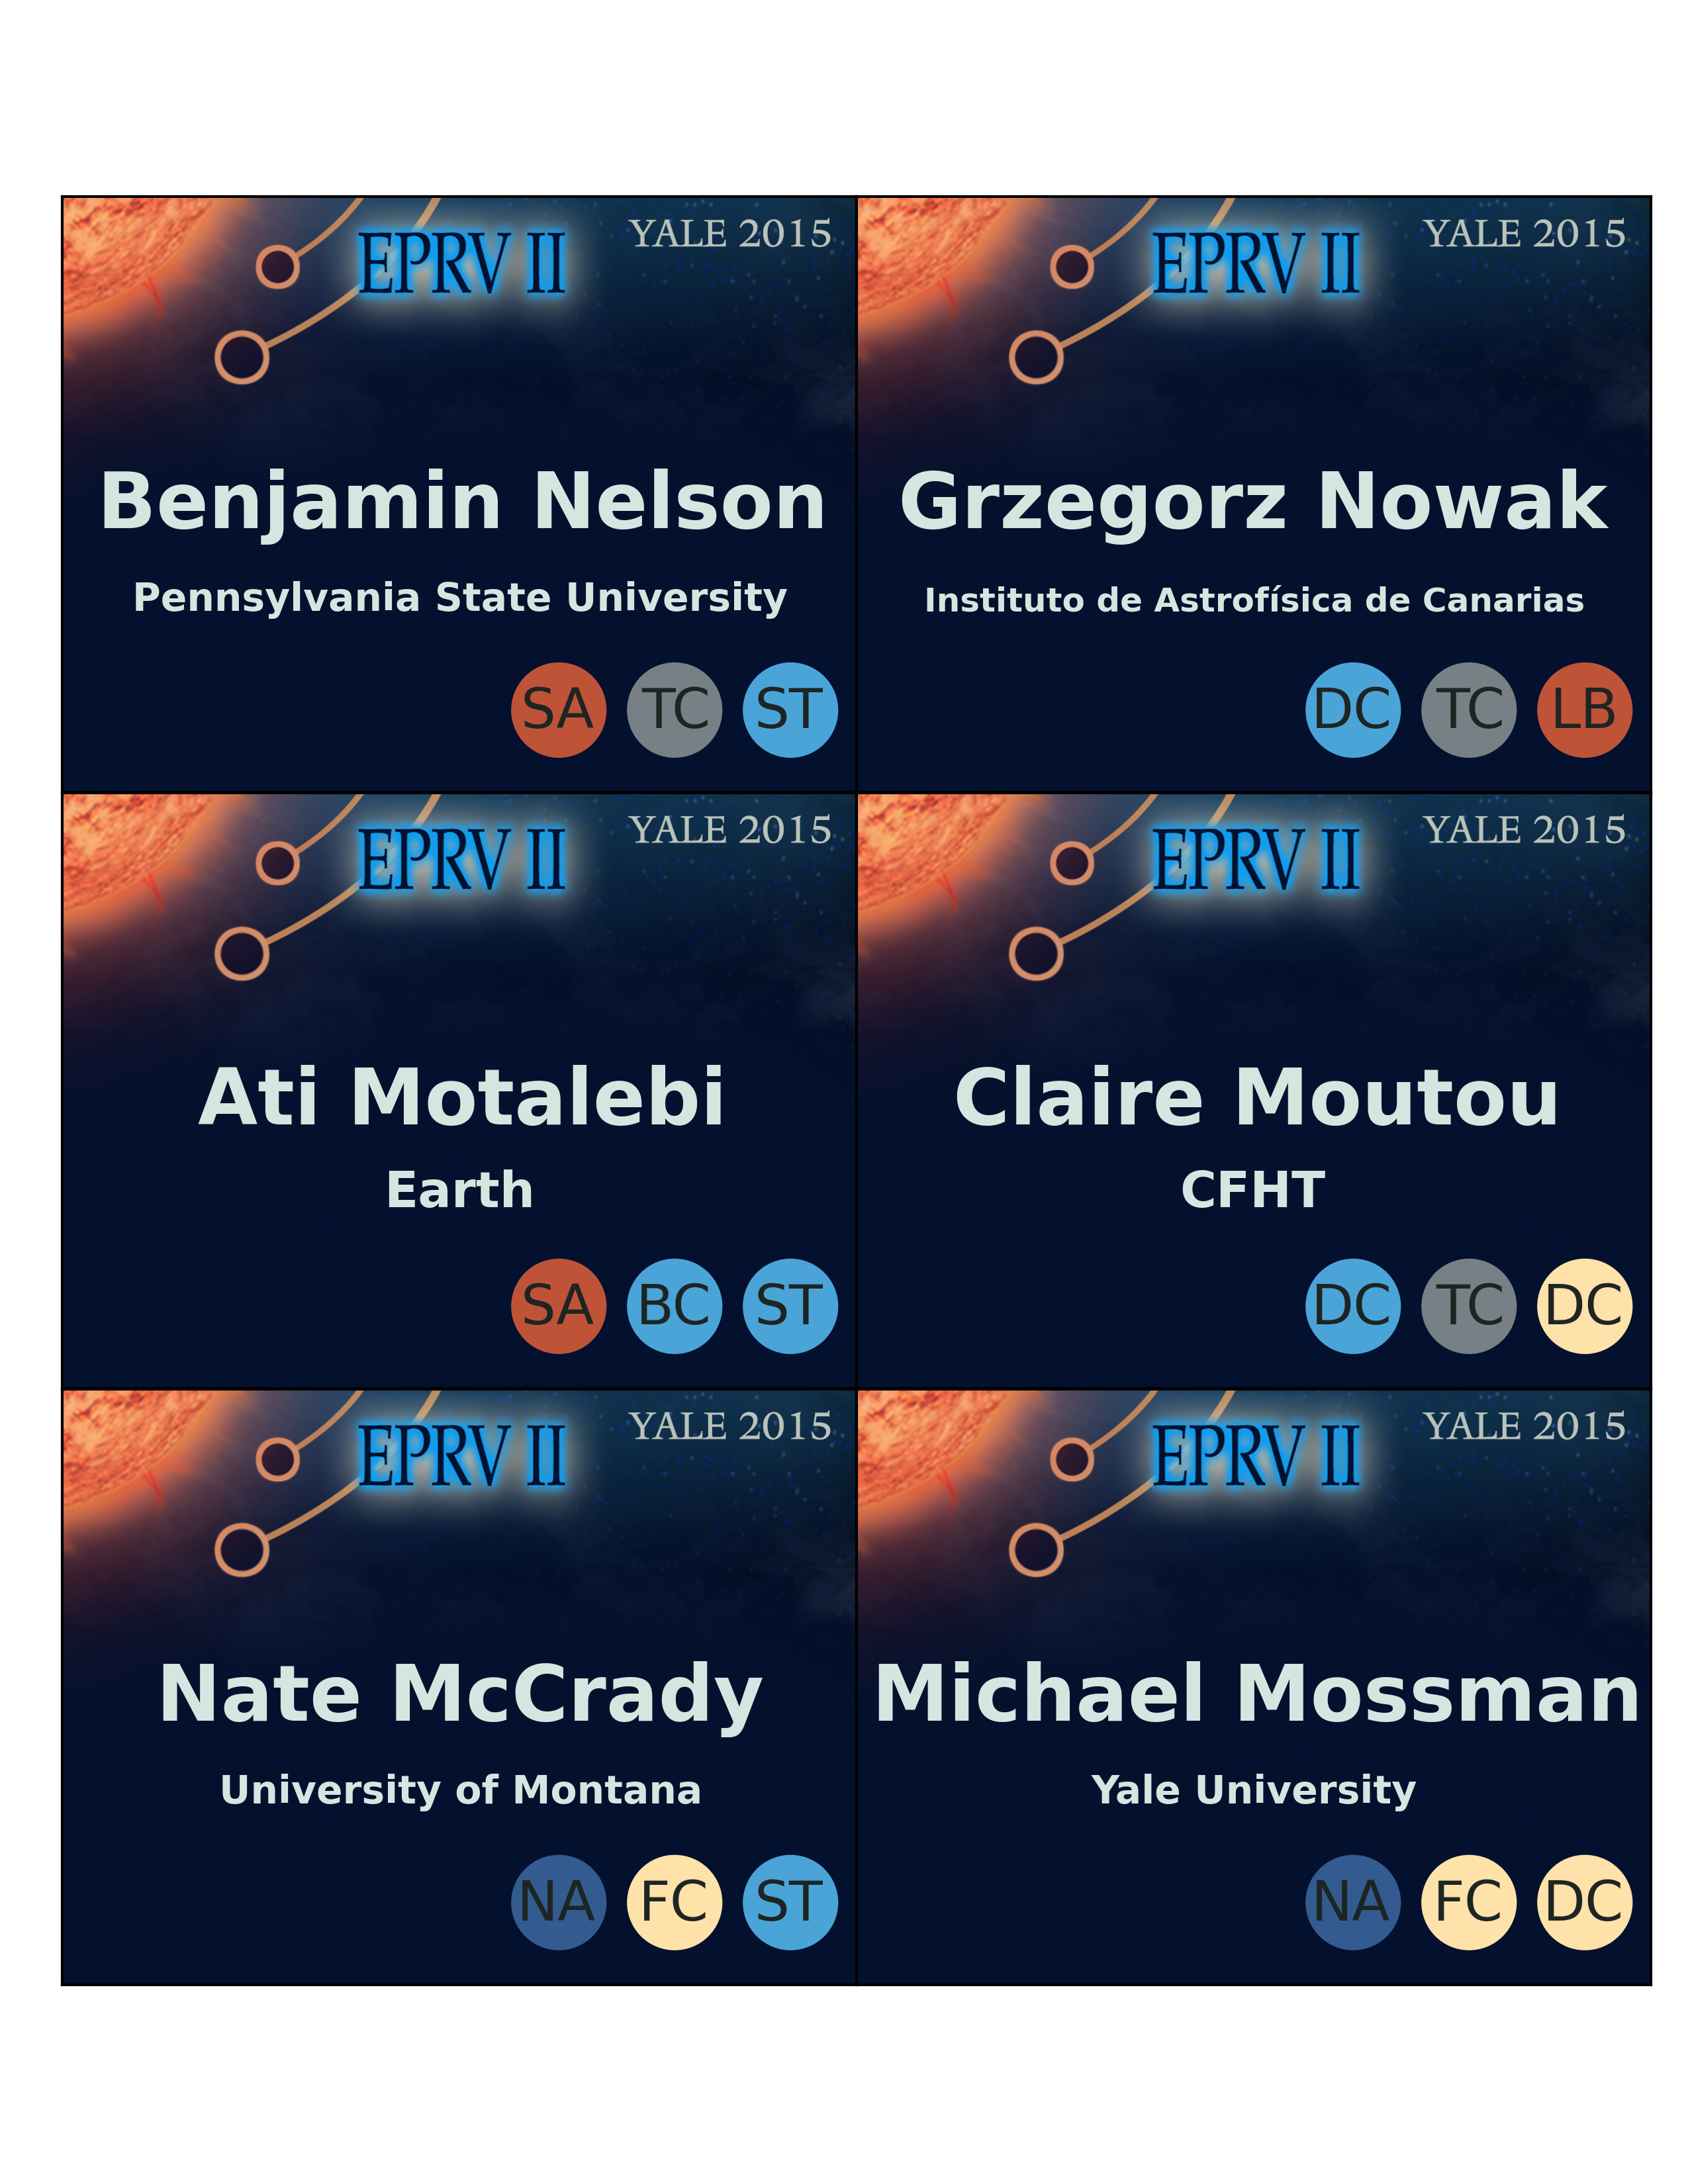 EPRV II YALE 2015
Benjamin Nelson
Pennsylvania State University
SA TC ST
EPRV II YALE 2015
Grzegorz Nowak
Instituto de Astrofísica de Canarias
DC TC LB
EPRV II YALE 2015
Ati Motalebi
Earth
SA BC ST
EPRV II YALE 2015
Claire Moutou
CFHT
DC TC DC
EPRV II YALE 2015
Nate McCrady
University of Montana
NA FC ST
EPRV II YALE 2015
Michael Mossman
Yale University
NA FC DC